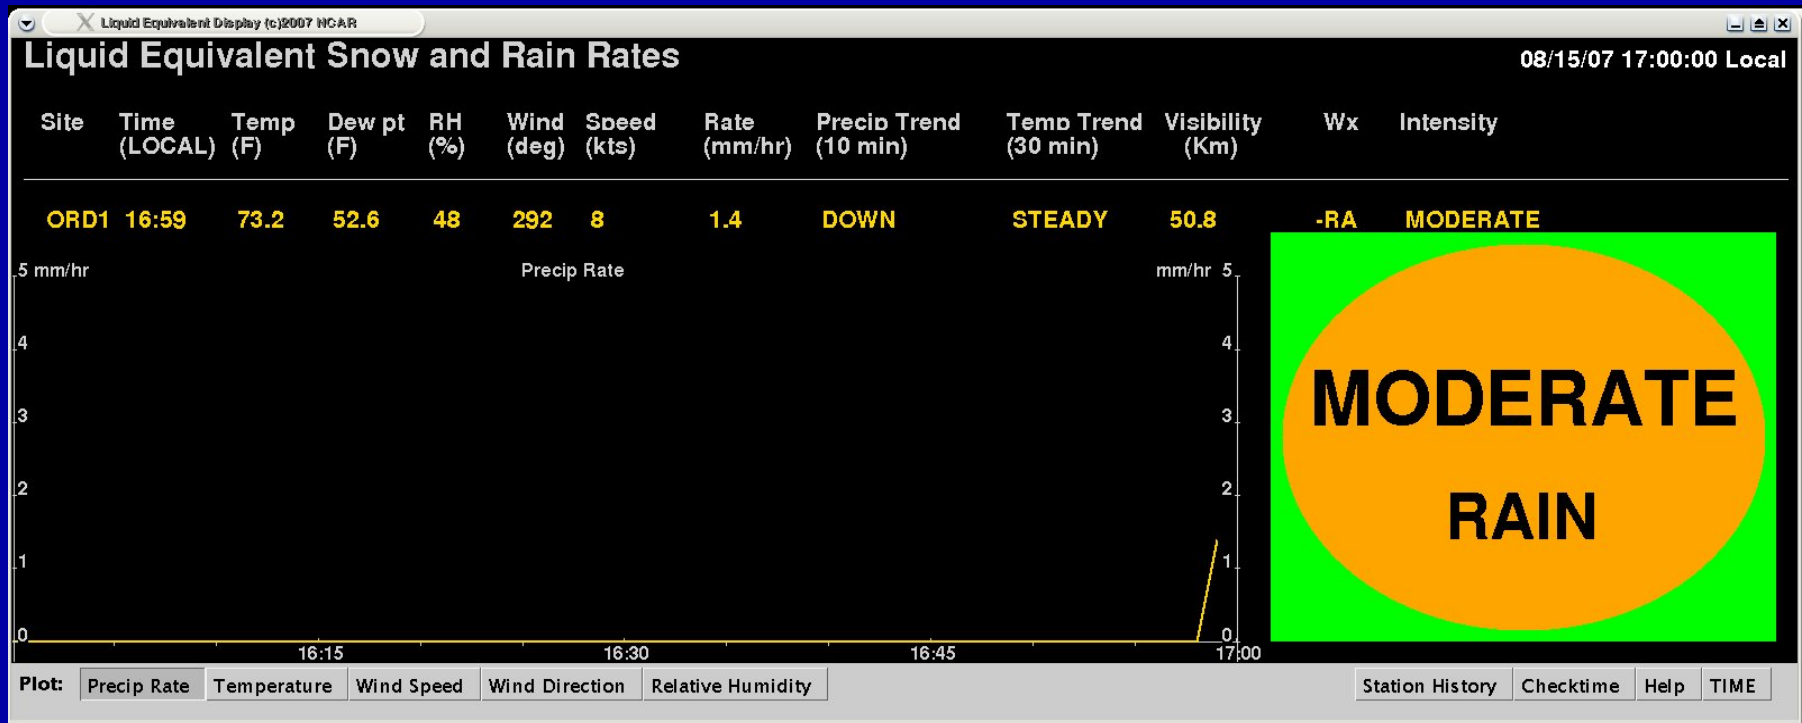 Liquid Equivalent Display (c)2007 NCAR
Liquid Equivalent Snow and Rain Rates 08/15/07 17:00:00 Local
Site Time Temp Dew pt RH Wind Speed Rate Precip Trend Temp Trend Visibility Wx Intensity
(LOCAL) (F) (F) (%) (deg) (kts) (mm/hr) (10 min) (30 min) (Km)
ORD1 16:59 73.2 52.6 48 292 8 1.4 DOWN STEADY 50.8 -RA MODERATE
5 mm/hr Precip Rate mm/hr 5
4 4
3 3
2 2
1 1
0 0
16:15 16:30 16:45 17:00
MODERATE
RAIN
Plot: Precip Rate Temperature Wind Speed Wind Direction Relative Humidity Station History Checktime Help TIME